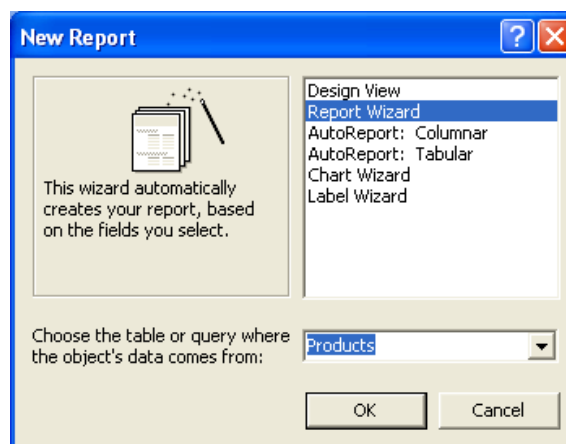 New Report
Design View
Report Wizard
AutoReport: Columnar
AutoReport: Tabular
Chart Wizard
Label Wizard
This wizard automatically
creates your report, based
on the fields you select.
Choose the table or query where
the object's data comes from:
Products
OK
Cancel